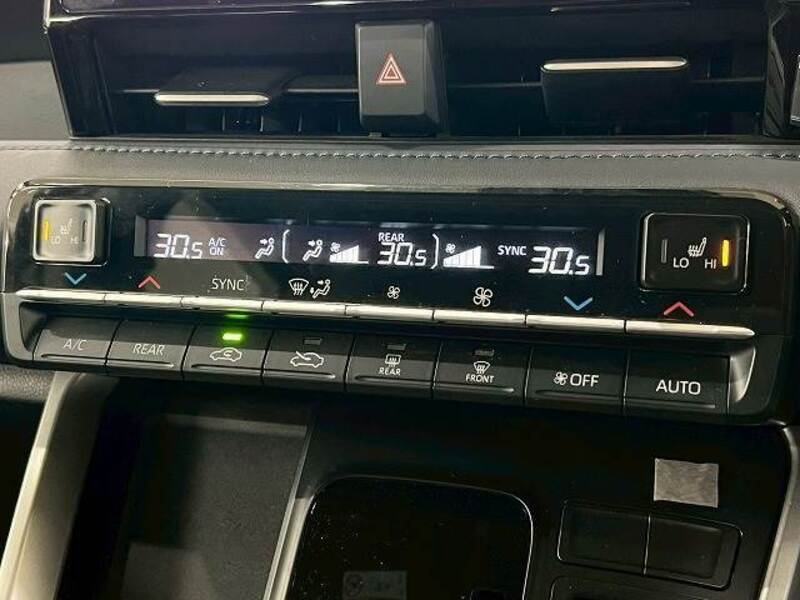 30.5 A/C ON REAR 30.5 SYNC 30.5
LO HI
LO HI
SYNC
A/C REAR REAR FRONT OFF AUTO